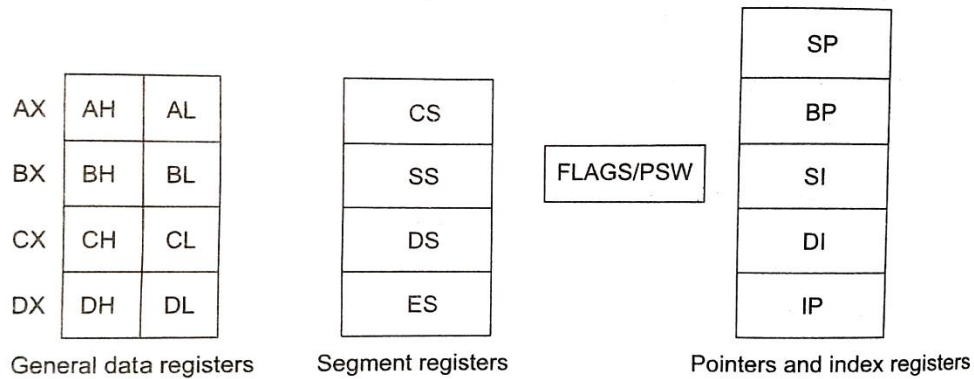 AX AH AL
BX BH BL
CX CH CL
DX DH DL
General data registers
CS
SS
DS
ES
Segment registers
FLAGS/PSW
SP
BP
SI
DI
IP
Pointers and index registers